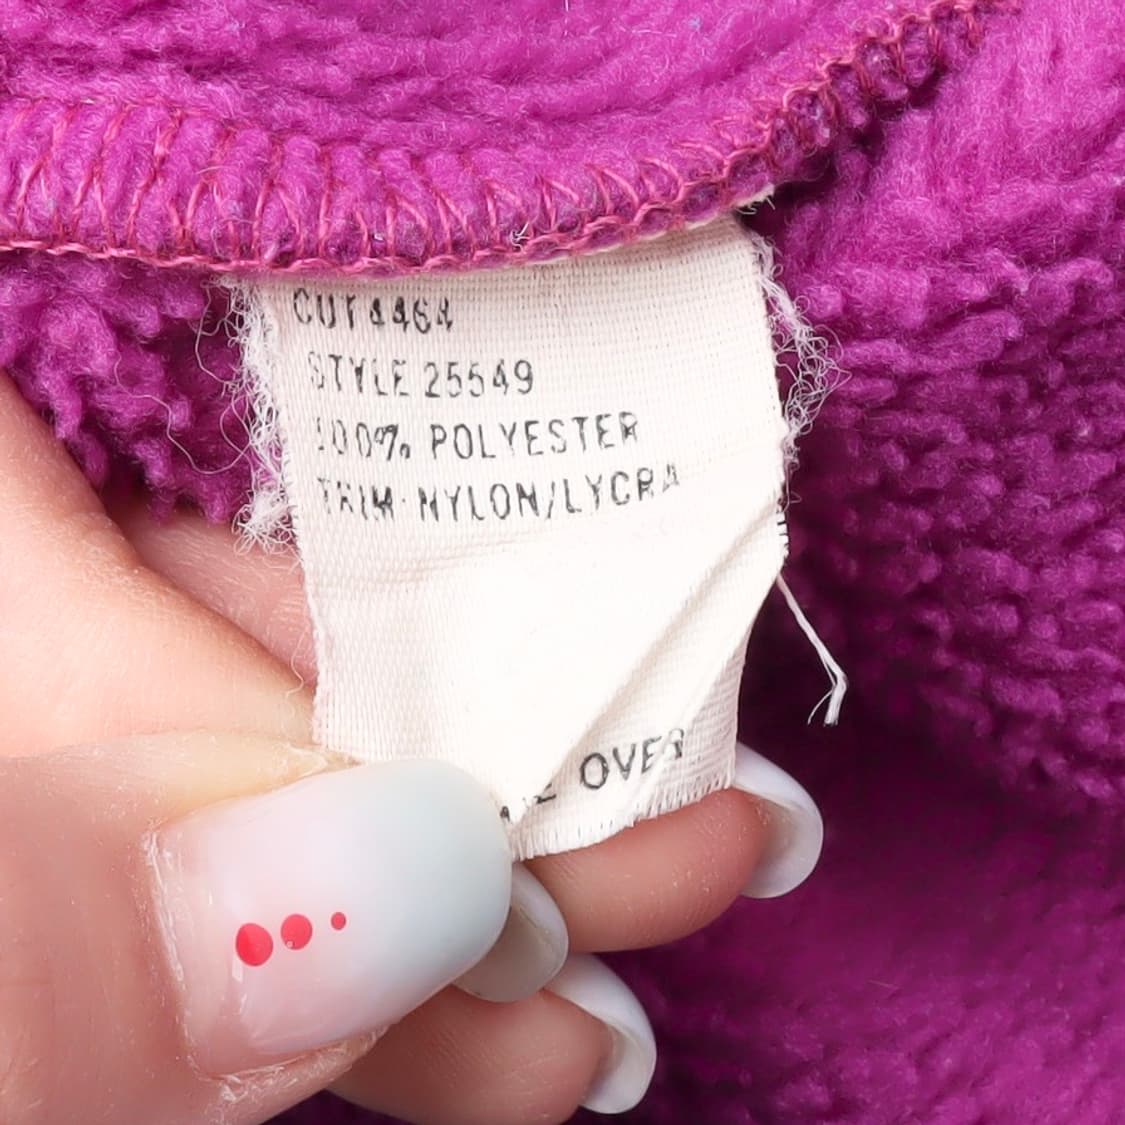 CUT 4464
STYLE 25549
100% POLYESTER
TRIM: NYLON/LYCRA
OVER